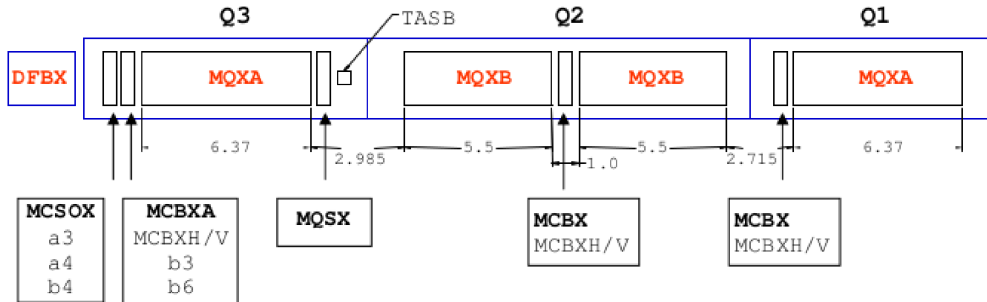 Q3 Q2 Q1
TASB
DFBX MQXA MQXB MQXB MQXA
6.37 2.985 5.5 1.0 5.5 2.715 6.37
MCSOX
a3
a4
b4
MCBXA
MCBXH/V
b3
b6
MQSX
MCBX
MCBXH/V
MCBX
MCBXH/V